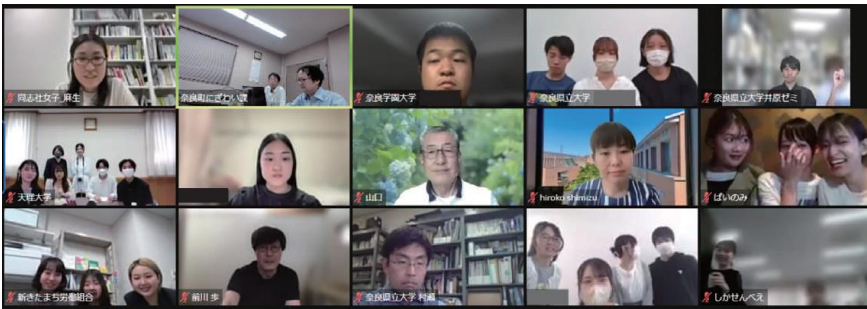 同志社女子_麻生
奈良町にぎわい課
奈良学園大学
奈良県立大学
奈良県立大学井原ゼミ
天理大学
山口
hiroko shimizu
ぱいのみ
新きたまち労働組合
前川 歩
奈良県立大学 村瀬
しかせんべえ